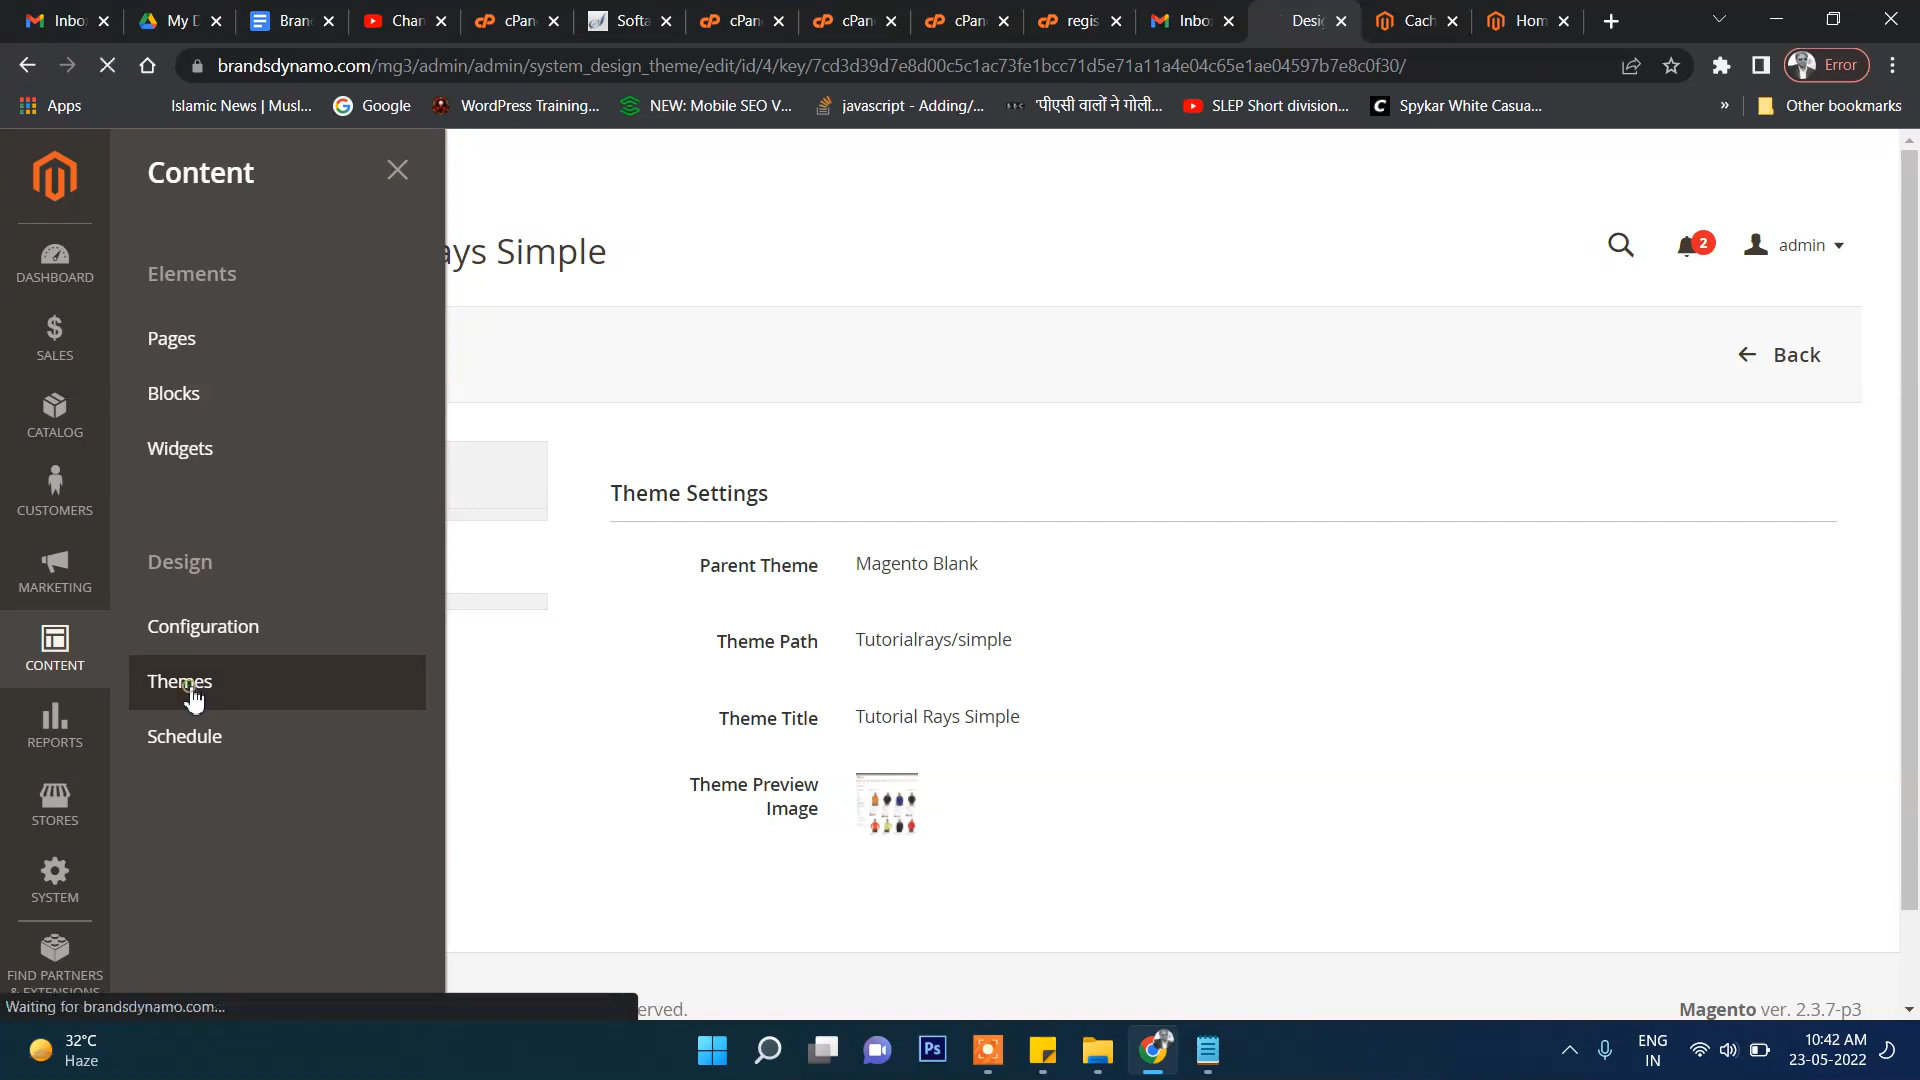 Inbo
My D
Bran
Chan
cPan
Softa
cPan
cPan
cPan
regis
Inbo
Desig
Cach
Hom
brandsdynamo.com/mg3/admin/admin/system_design_theme/edit/id/4/key/7cd3d39d7e8d00c5c1ac73fe1bcc71d5e71a11a4e04c65e1ae04597b7e8c0f30/
Error
Apps
Islamic News | Musl...
Google
WordPress Training...
NEW: Mobile SEO V...
javascript - Adding/...
'पीएसी वालों ने गोली...
SLEP Short division...
Spykar White Casua...
»
Other bookmarks
DASHBOARD
SALES
CATALOG
CUSTOMERS
MARKETING
CONTENT
REPORTS
STORES
SYSTEM
FIND PARTNERS
& EXTENSIONS
Content
Elements
Pages
Blocks
Widgets
Design
Configuration
Themes
Schedule
ays Simple
2
admin
Back
Theme Settings
Parent Theme Magento Blank
Theme Path Tutorialrays/simple
Theme Title Tutorial Rays Simple
Theme Preview
Image
Waiting for brandsdynamo.com...
erved.
Magento ver. 2.3.7-p3
32°C
Haze
Ps
ENG
IN
10:42 AM
23-05-2022